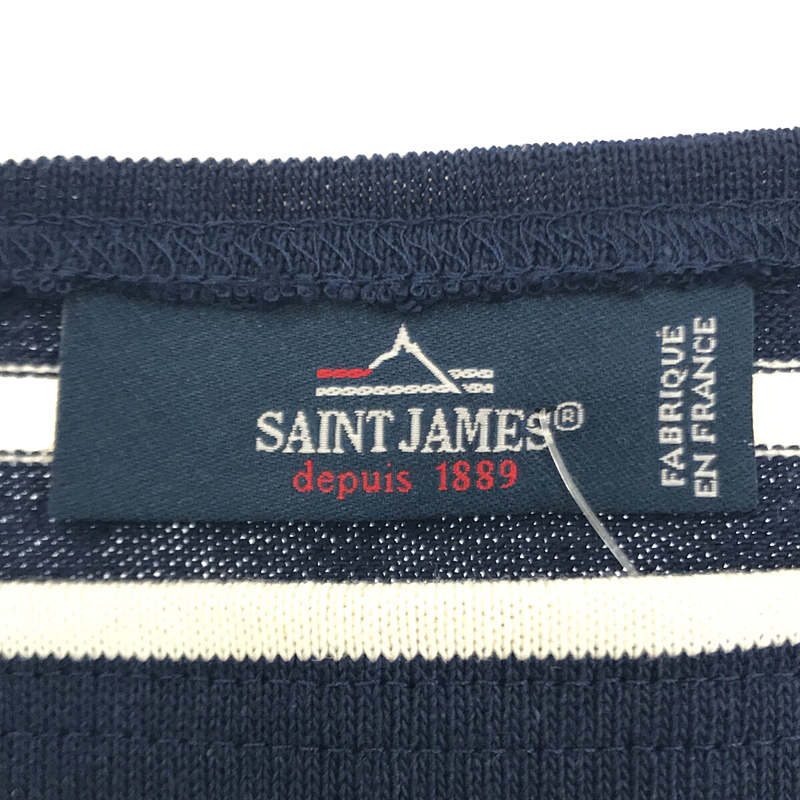 SAINT JAMES®
depuis 1889
FABRIQUÉ
EN FRANCE